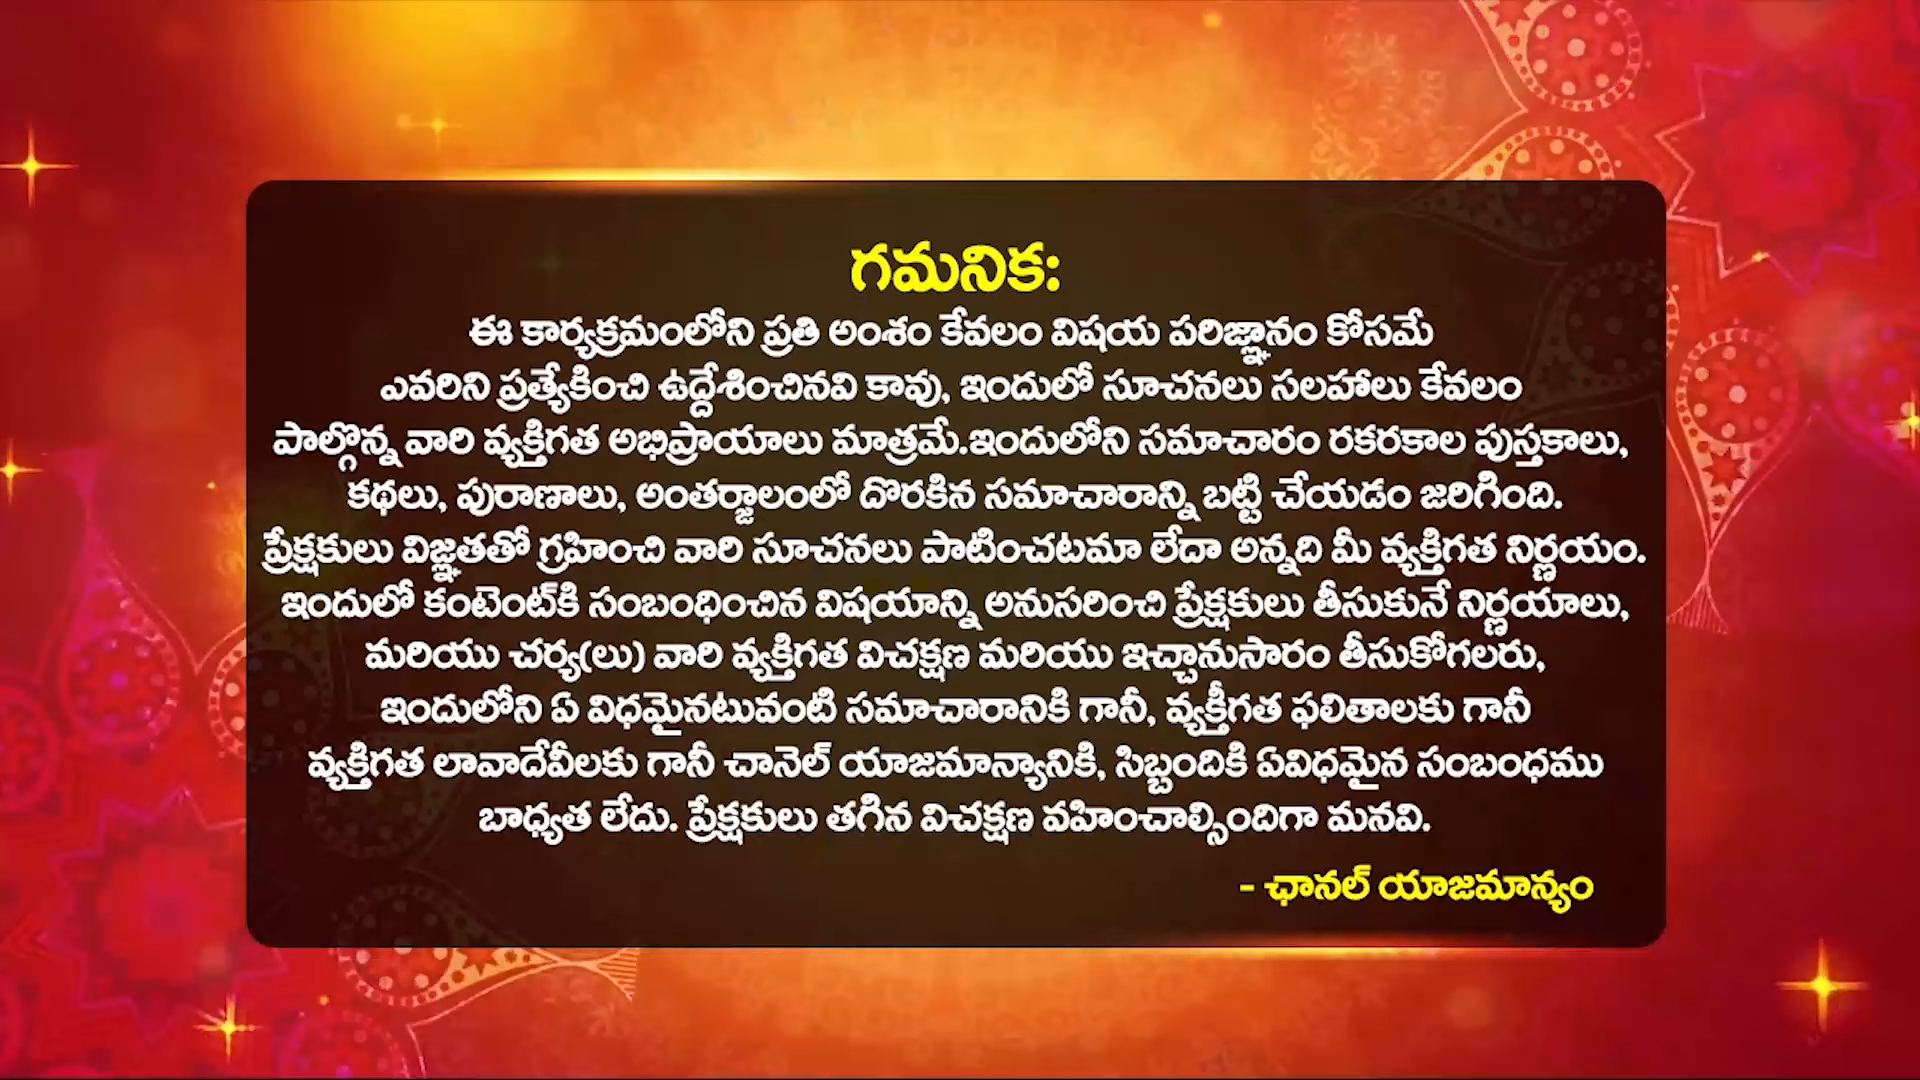 గమనిక:
ఈ కార్యక్రమంలోని ప్రతి అంశం కేవలం విషయ పరిజ్ఞానం కోసమే
ఎవరిని ప్రత్యేకించి ఉద్దేశించినవి కావు, ఇందులో సూచనలు సలహాలు కేవలం
పాల్గొన్న వారి వ్యక్తిగత అభిప్రాయాలు మాత్రమే.ఇందులోని సమాచారం రకరకాల పుస్తకాలు,
కథలు, పురాణాలు, అంతర్జాలంలో దొరకిన సమాచారాన్ని బట్టి చేయడం జరిగింది.
ప్రేక్షకులు విజ్ఞతతో గ్రహించి వారి సూచనలు పాటించటమా లేదా అన్నది మీ వ్యక్తిగత నిర్ణయం.
ఇందులో కంటెంట్‌కి సంబంధించిన విషయాన్ని అనుసరించి ప్రేక్షకులు తీసుకునే నిర్ణయాలు,
మరియు చర్య(లు) వారి వ్యక్తిగత విచక్షణ మరియు ఇచ్చానుసారం తీసుకోగలరు,
ఇందులోని ఏ విధమైనటువంటి సమాచారానికి గానీ, వ్యక్తీగత ఫలితాలకు గానీ
వ్యక్తిగత లావాదేవీలకు గానీ చానెల్ యాజమాన్యానికి, సిబ్బందికి ఏవిధమైన సంబంధము
బాధ్యత లేదు. ప్రేక్షకులు తగిన విచక్షణ వహించాల్సిందిగా మనవి.
- ఛానల్ యాజమాన్యం